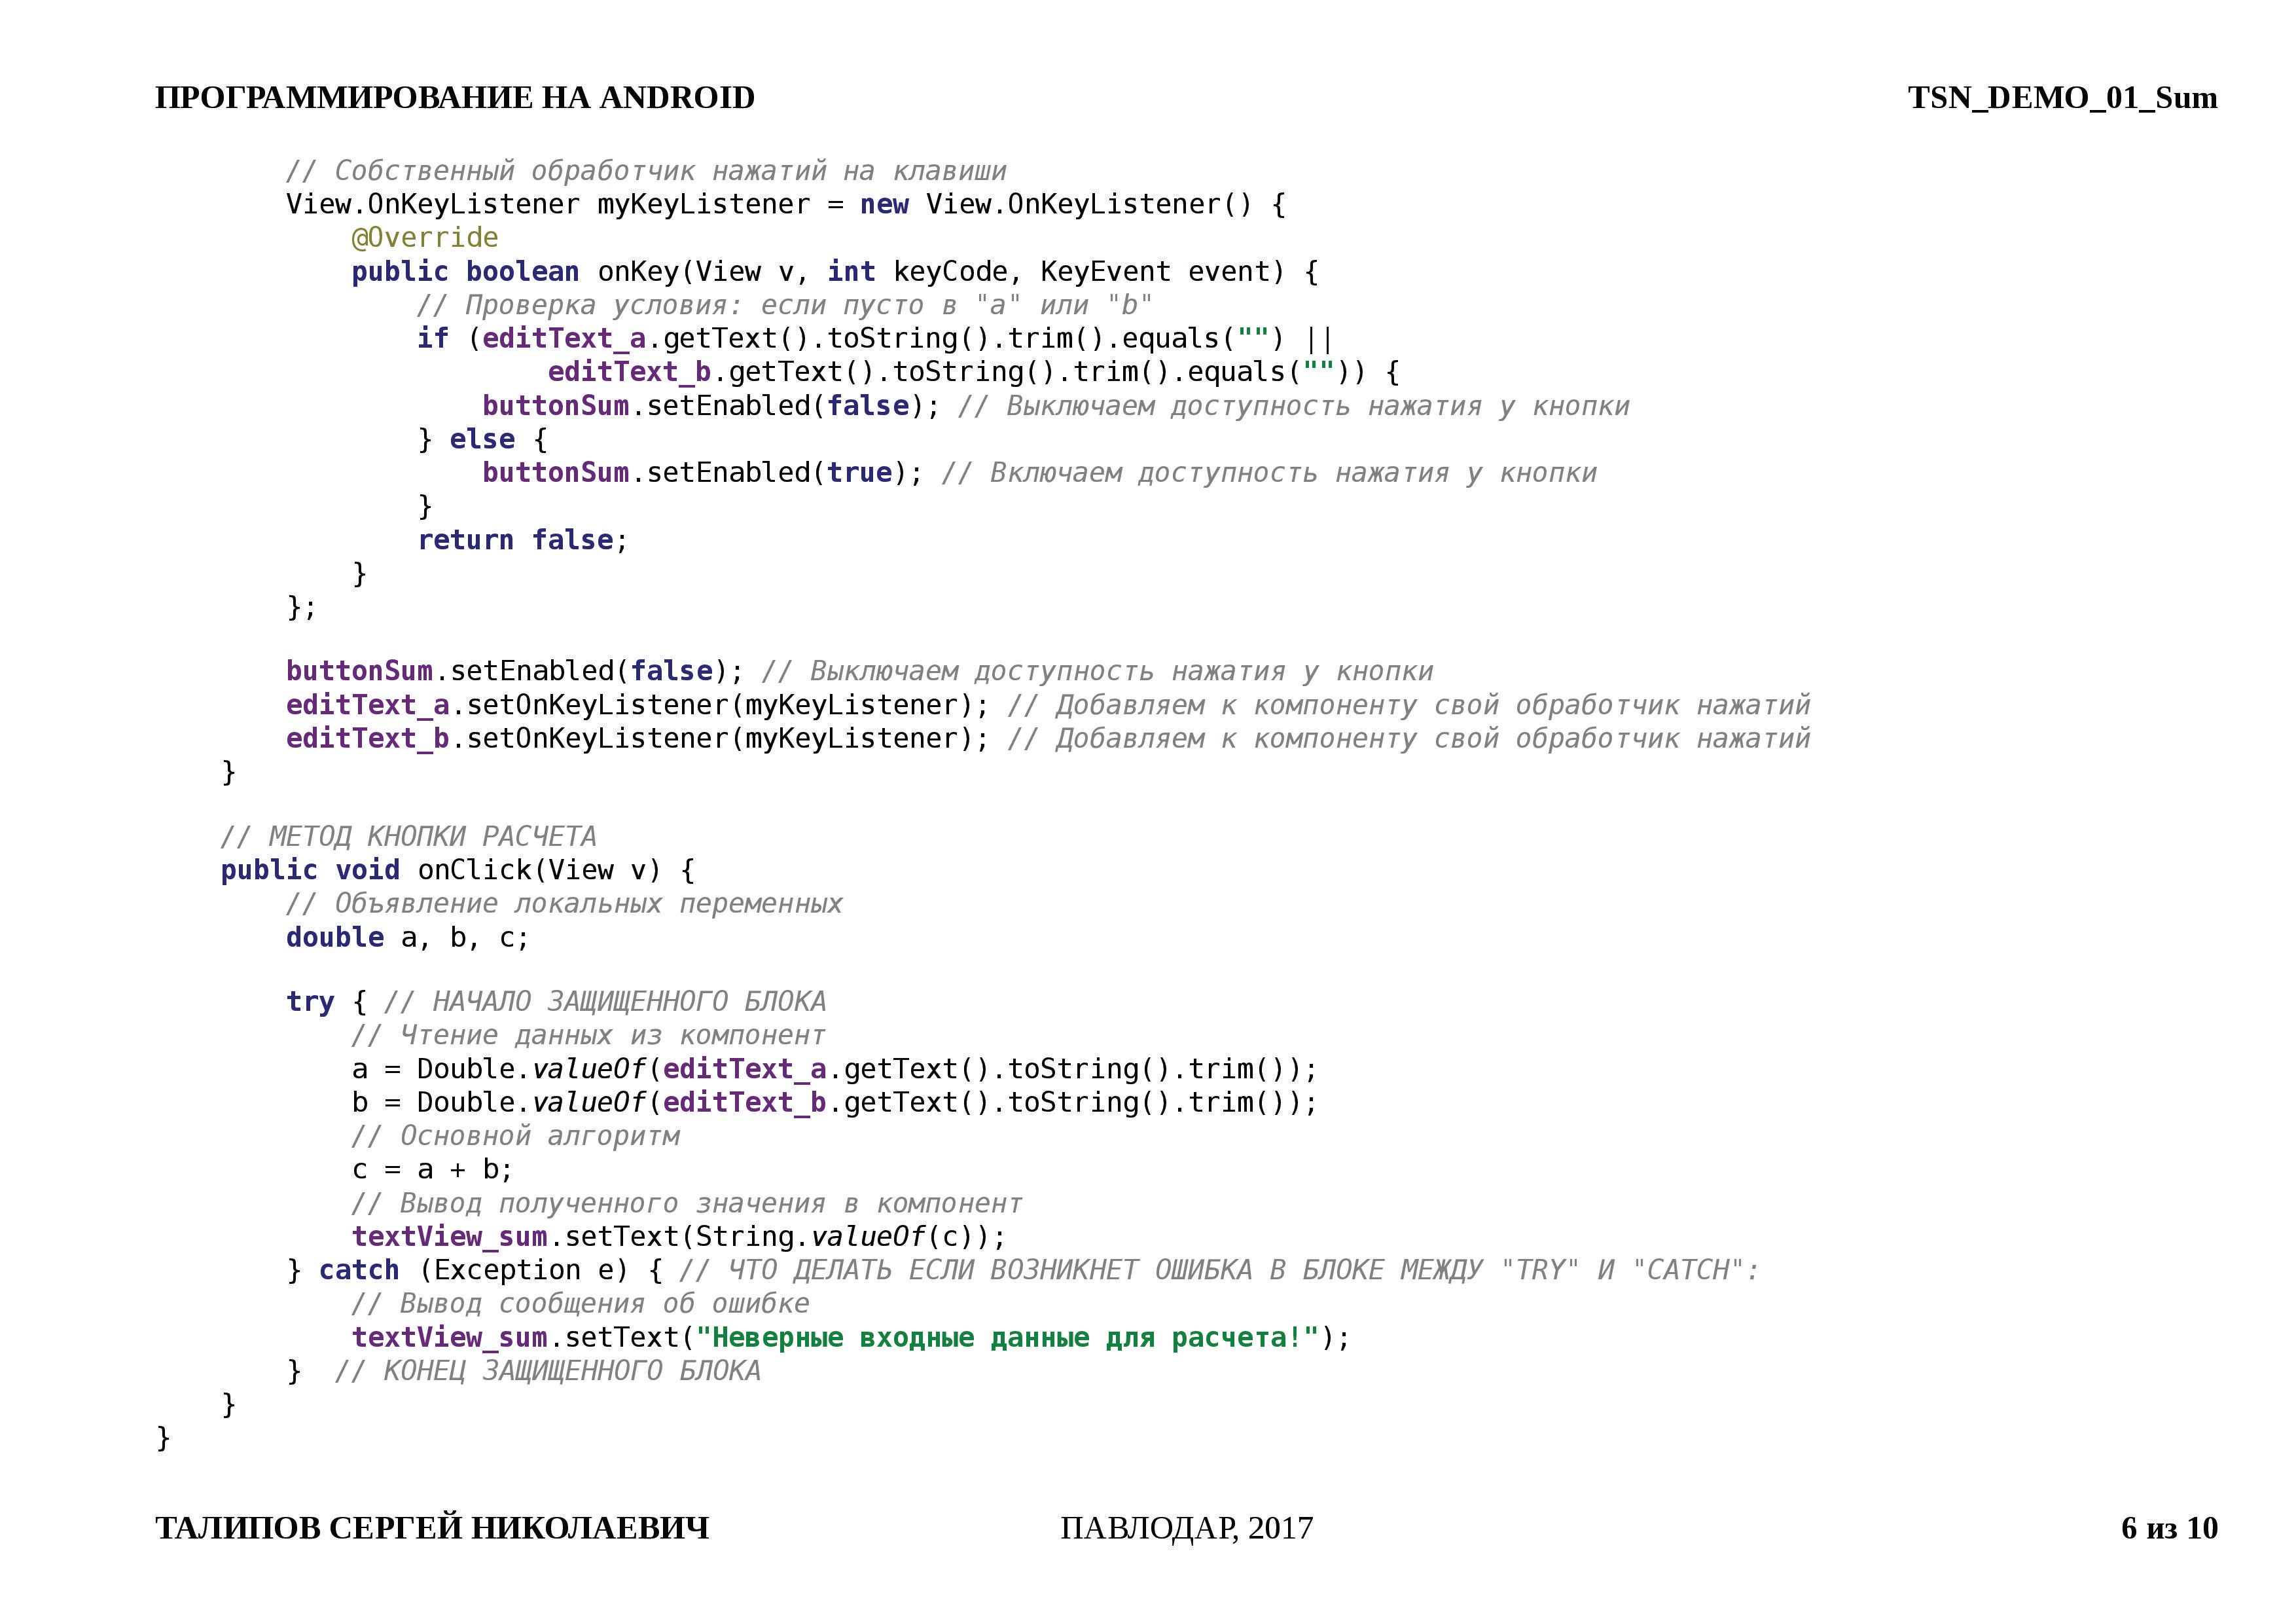 ПРОГРАММИРОВАНИЕ НА ANDROID TSN_DEMO_01_Sum
// Собственный обработчик нажатий на клавиши
View.OnKeyListener myKeyListener = new View.OnKeyListener() {
@Override
public boolean onKey(View v, int keyCode, KeyEvent event) {
// Проверка условия: если пусто в "a" или "b"
if (editText_a.getText().toString().trim().equals("") ||
editText_b.getText().toString().trim().equals("")) {
buttonSum.setEnabled(false); // Выключаем доступность нажатия у кнопки
} else {
buttonSum.setEnabled(true); // Включаем доступность нажатия у кнопки
}
return false;
}
};
buttonSum.setEnabled(false); // Выключаем доступность нажатия у кнопки
editText_a.setOnKeyListener(myKeyListener); // Добавляем к компоненту свой обработчик нажатий
editText_b.setOnKeyListener(myKeyListener); // Добавляем к компоненту свой обработчик нажатий
}
// МЕТОД КНОПКИ РАСЧЕТА
public void onClick(View v) {
// Объявление локальных переменных
double a, b, c;
try { // НАЧАЛО ЗАЩИЩЕННОГО БЛОКА
// Чтение данных из компонент
a = Double.valueOf(editText_a.getText().toString().trim());
b = Double.valueOf(editText_b.getText().toString().trim());
// Основной алгоритм
c = a + b;
// Вывод полученного значения в компонент
textView_sum.setText(String.valueOf(c));
} catch (Exception e) { // ЧТО ДЕЛАТЬ ЕСЛИ ВОЗНИКНЕТ ОШИБКА В БЛОКЕ МЕЖДУ "TRY" И "CATCH":
// Вывод сообщения об ошибке
textView_sum.setText("Неверные входные данные для расчета!");
} // КОНЕЦ ЗАЩИЩЕННОГО БЛОКА
}
}
ТАЛИПОВ СЕРГЕЙ НИКОЛАЕВИЧ ПАВЛОДАР, 2017 6 из 10